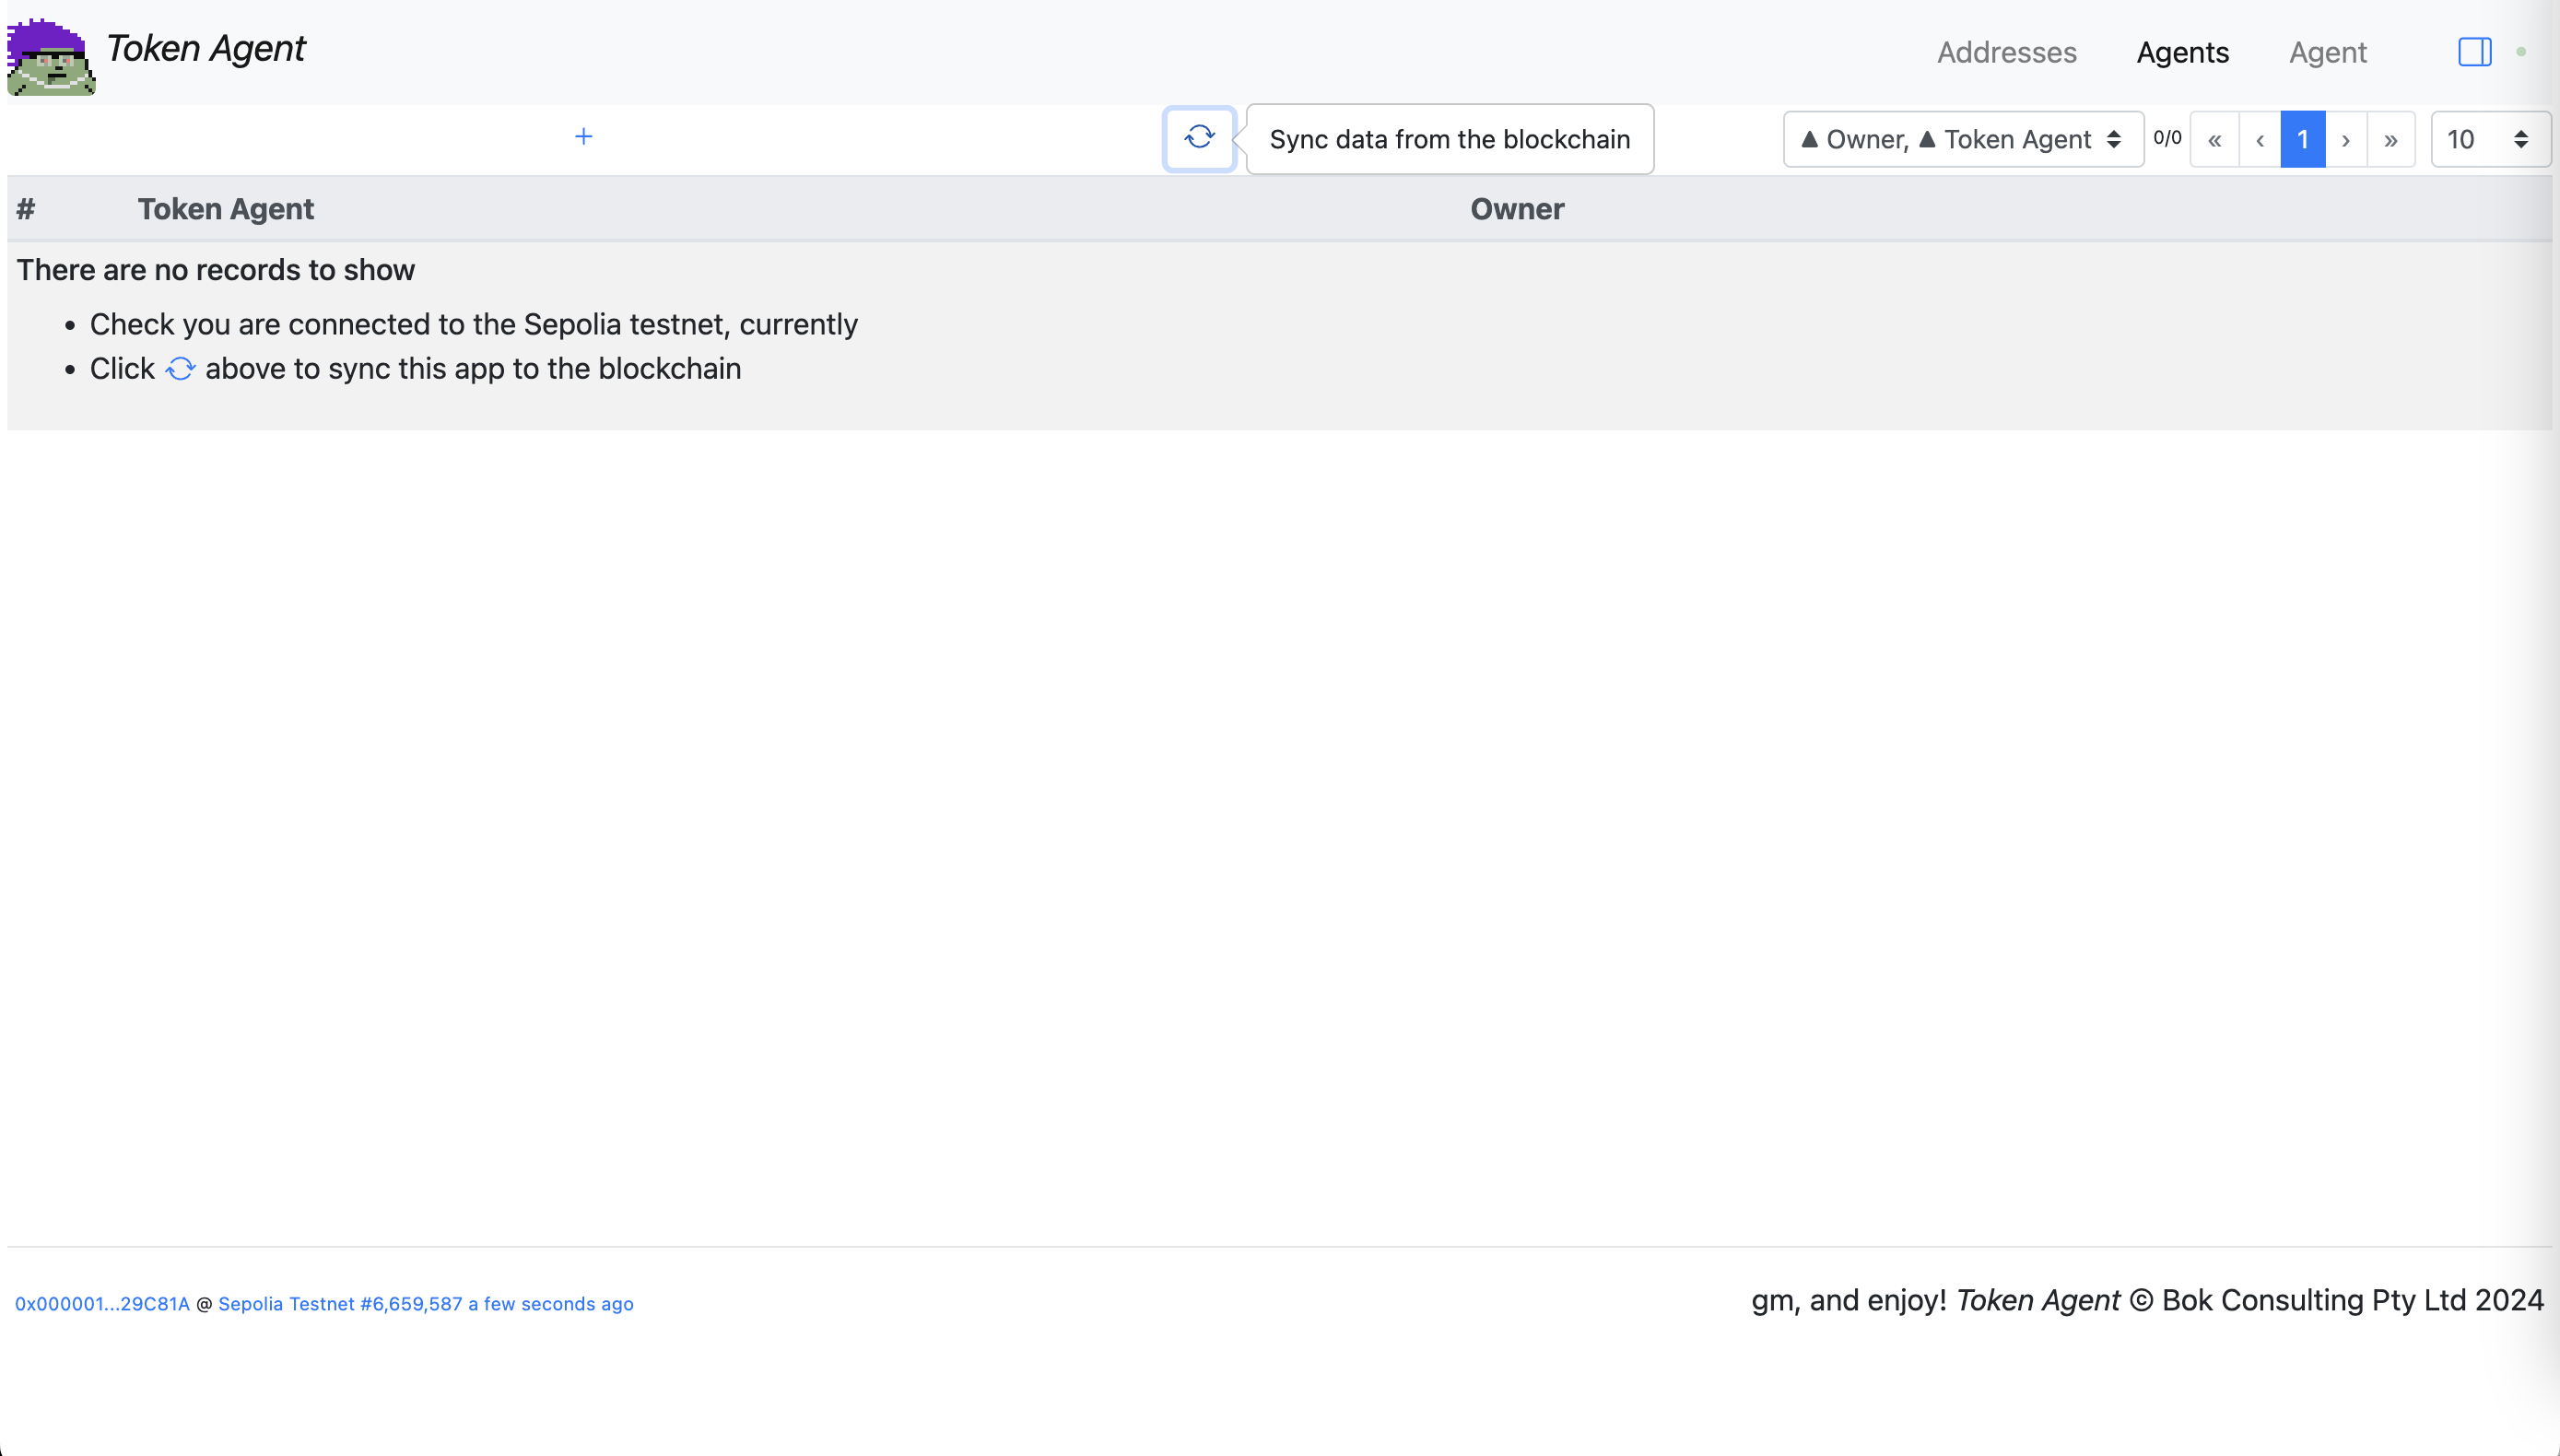 Token Agent
Addresses Agents Agent
+ Sync data from the blockchain ▲ Owner, ▲ Token Agent 0/0 « ‹ 1 › » 10
# Token Agent Owner
There are no records to show
• Check you are connected to the Sepolia testnet, currently
• Click above to sync this app to the blockchain
0x000001...29C81A @ Sepolia Testnet #6,659,587 a few seconds ago
gm, and enjoy! Token Agent © Bok Consulting Pty Ltd 2024